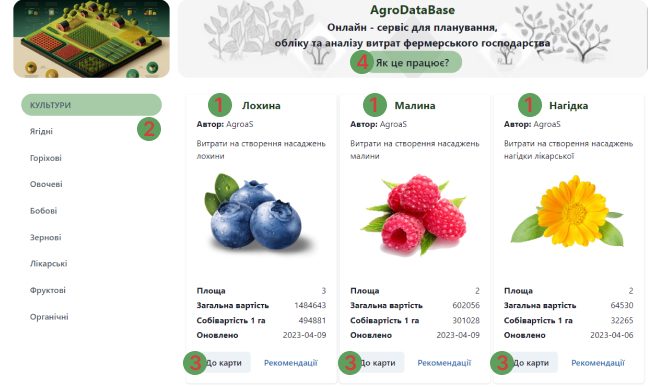 AgroDataBase
Онлайн - сервіс для планування,
обліку та аналізу витрат фермерського господарства
4 Як це працює?
КУЛЬТУРИ
2
Ягідні
Горіхові
Овочеві
Бобові
Зернові
Лікарські
Фруктові
Органічні
1 Лохина
Автор: AgroaS
Витрати на створення насаджень
лохини
Площа 3
Загальна вартість 1484643
Собівартість 1 га 494881
Оновлено 2023-04-09
3 До карти Рекомендації
1 Малина
Автор: AgroaS
Витрати на створення насаджень
малини
Площа 2
Загальна вартість 602056
Собівартість 1 га 301028
Оновлено 2023-04-09
3 До карти Рекомендації
1 Нагідка
Автор: AgroaS
Витрати на створення насаджень
нагідки лікарської
Площа 2
Загальна вартість 64530
Собівартість 1 га 32265
Оновлено 2023-04-06
3 До карти Рекомендації